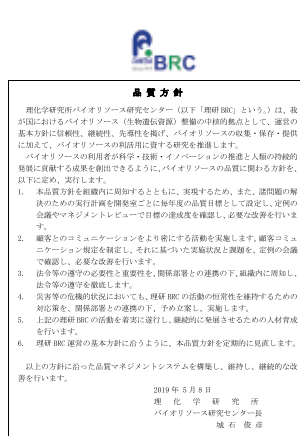 BRC
品質方針
理化学研究所バイオリソース研究センター（以下「理研 BRC」という。）は、我
が国におけるバイオリソース（生物遺伝資源）整備の中核的拠点として、運営の
基本方針に信頼性、継続性、先導性を掲げ、バイオリソースの収集・保存・提供
に加えて、バイオリソースの利活用に資する研究を推進します。
バイオリソースの利用者が科学・技術・イノベーションの推進と人類の持続的
発展に貢献する成果を創出できるように、バイオリソースの品質に関わる方針を、
以下に定め、実行します。
1. 本品質方針を組織内に周知するとともに、実現するため、また、諸問題の解
決のための実行計画を開発室ごとに毎年度の品質目標として設定し、定例の
会議やマネジメントレビューで目標の達成度を確認し、必要な改善を行いま
す。
2. 顧客とのコミュニケーションをより密にする活動を実施します。顧客コミュ
ニケーション規定を制定し、それに基づいた実施状況と課題を、定例の会議
で確認し、必要な改善を行います。
3. 法令等の遵守の必要性と重要性を、関係部署との連携の下、組織内に周知し、
法令等の遵守を徹底します。
4. 災害等の危機的状況においても、理研 BRC の活動の恒常性を維持するための
対応策を、関係部署との連携の下、予め立案し、実施します。
5. 上記の理研 BRC の活動を着実に遂行し、継続的に発展させるための人材育成
を行います。
6. 理研 BRC 運営の基本方針に沿うように、本品質方針を定期的に見直します。
以上の方針に沿った品質マネジメントシステムを構築し、維持し、継続的な改
善を行います。
2019 年 5 月 8 日
理化学研究所
バイオリソース研究センター長
城石俊彦